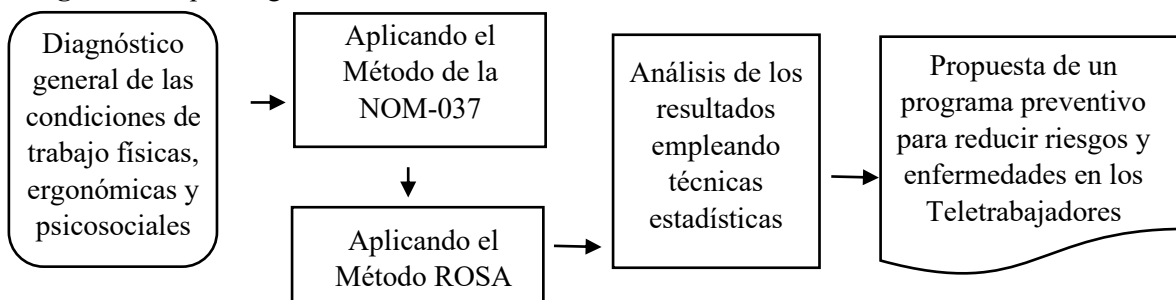 Diagnóstico
general de las
condiciones de
trabajo físicas,
ergonómicas y
psicosociales
Aplicando el
Método de la
NOM-037
Aplicando el
Método ROSA
Análisis de los
resultados
empleando
técnicas
estadísticas
Propuesta de un
programa preventivo
para reducir riesgos y
enfermedades en los
Teletrabajadores